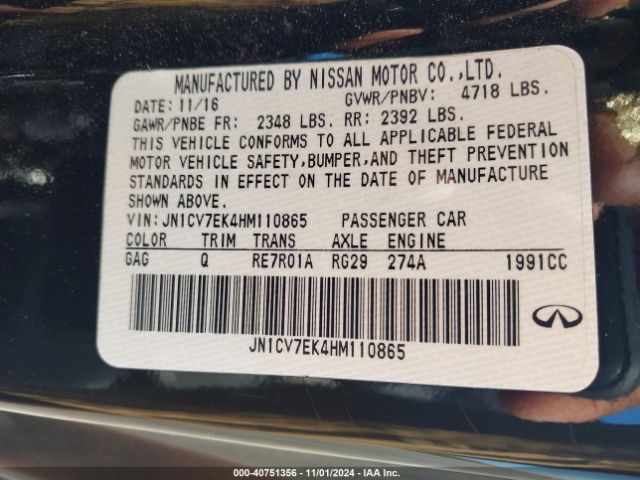 MANUFACTURED BY NISSAN MOTOR CO.,LTD.
DATE: 11/16 GVWR/PNBV: 4718 LBS.
GAWR/PNBE FR: 2348 LBS. RR: 2392 LBS.
THIS VEHICLE CONFORMS TO ALL APPLICABLE FEDERAL
MOTOR VEHICLE SAFETY,BUMPER,AND THEFT PREVENTION
STANDARDS IN EFFECT ON THE DATE OF MANUFACTURE
SHOWN ABOVE.
VIN:JN1CV7EK4HM110865 PASSENGER CAR
COLOR TRIM TRANS AXLE ENGINE
GAG Q RE7R01A RG29 274A 1991CC
JN1CV7EK4HM110865
000-40751356 - 11/01/2024 - IAA Inc.